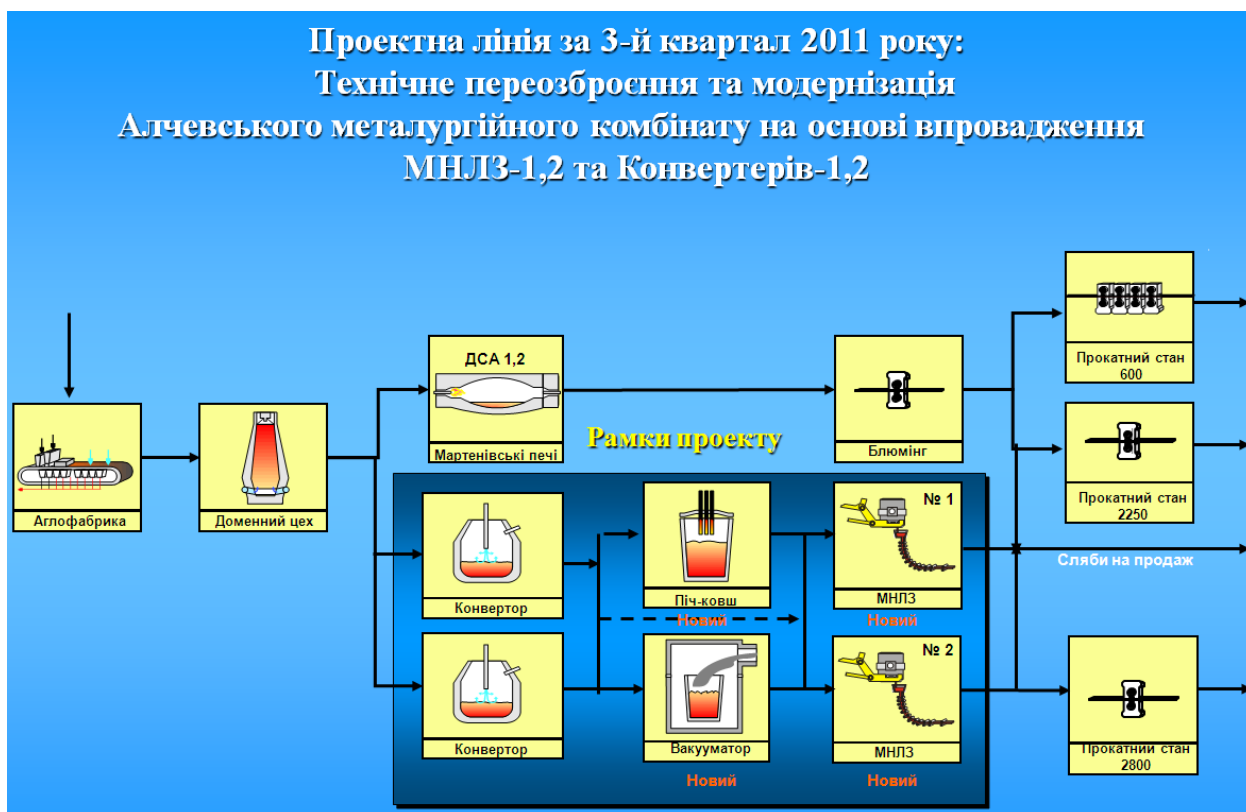 Проектна лінія за 3-й квартал 2011 року:
Технічне переозброєння та модернізація
Алчевського металургійного комбінату на основі впровадження
МНЛЗ-1,2 та Конвертерів-1,2
Прокатний стан
600
ДСА 1,2
Мартенівські печі
Рамки проекту
Блюмінг
Прокатний стан
2250
Аглофабрика
Доменний цех
№ 1
Сляби на продаж
Конвертор
Піч-ковш
Новий
МНЛЗ
Новий
№ 2
Конвертор
Вакууматор
Новий
МНЛЗ
Новий
Прокатний стан
2800